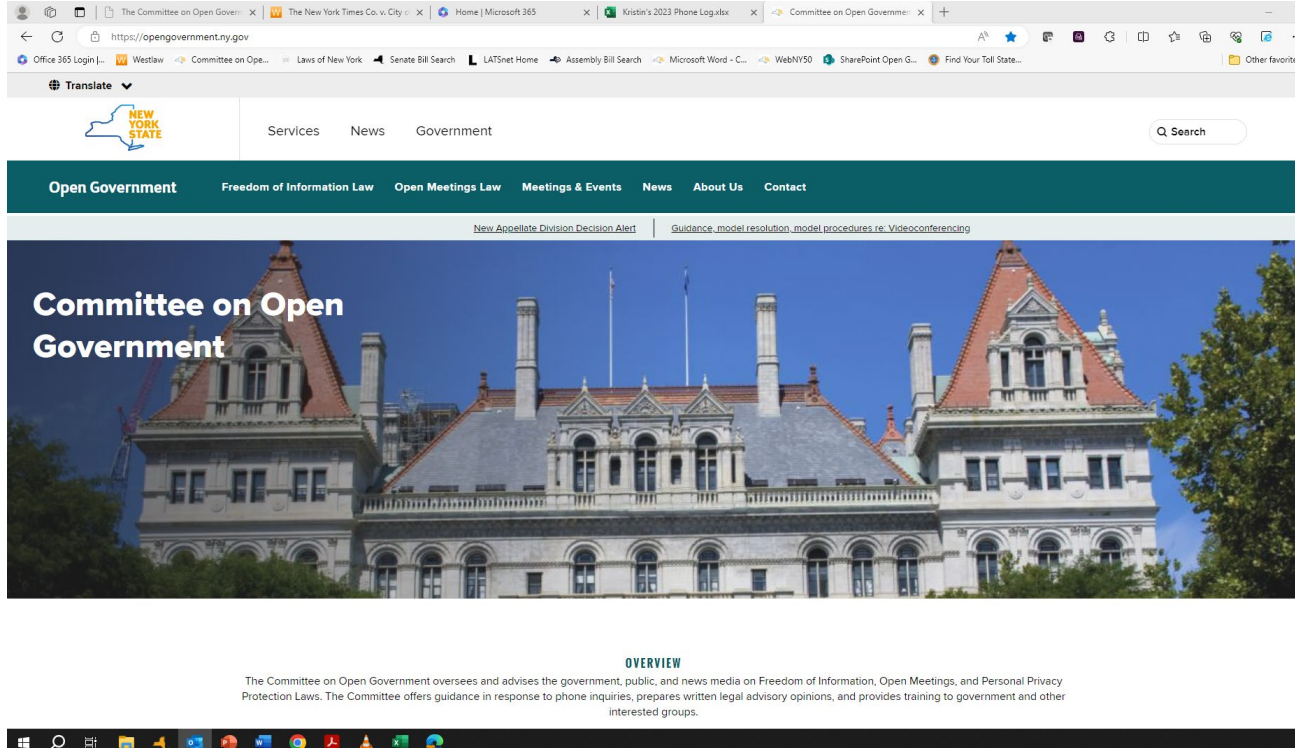 The Committee on Open Govern
The New York Times Co. v. City o
Home | Microsoft 365
Kristin's 2023 Phone Log.xlsx
Committee on Open Governmen
https://opengovernment.ny.gov
Office 365 Login |...
Westlaw
Committee on Ope...
Laws of New York
Senate Bill Search
LATSnet Home
Assembly Bill Search
Microsoft Word - C...
WebNY50
SharePoint Open G...
Find Your Toll State...
Other favorite
Translate
NEW
YORK
STATE
Services
News
Government
Search
Open Government
Freedom of Information Law
Open Meetings Law
Meetings & Events
News
About Us
Contact
New Appellate Division Decision Alert
Guidance, model resolution, model procedures re: Videoconferencing
Committee on Open
Government
OVERVIEW
The Committee on Open Government oversees and advises the government, public, and news media on Freedom of Information, Open Meetings, and Personal Privacy
Protection Laws. The Committee offers guidance in response to phone inquiries, prepares written legal advisory opinions, and provides training to government and other
interested groups.